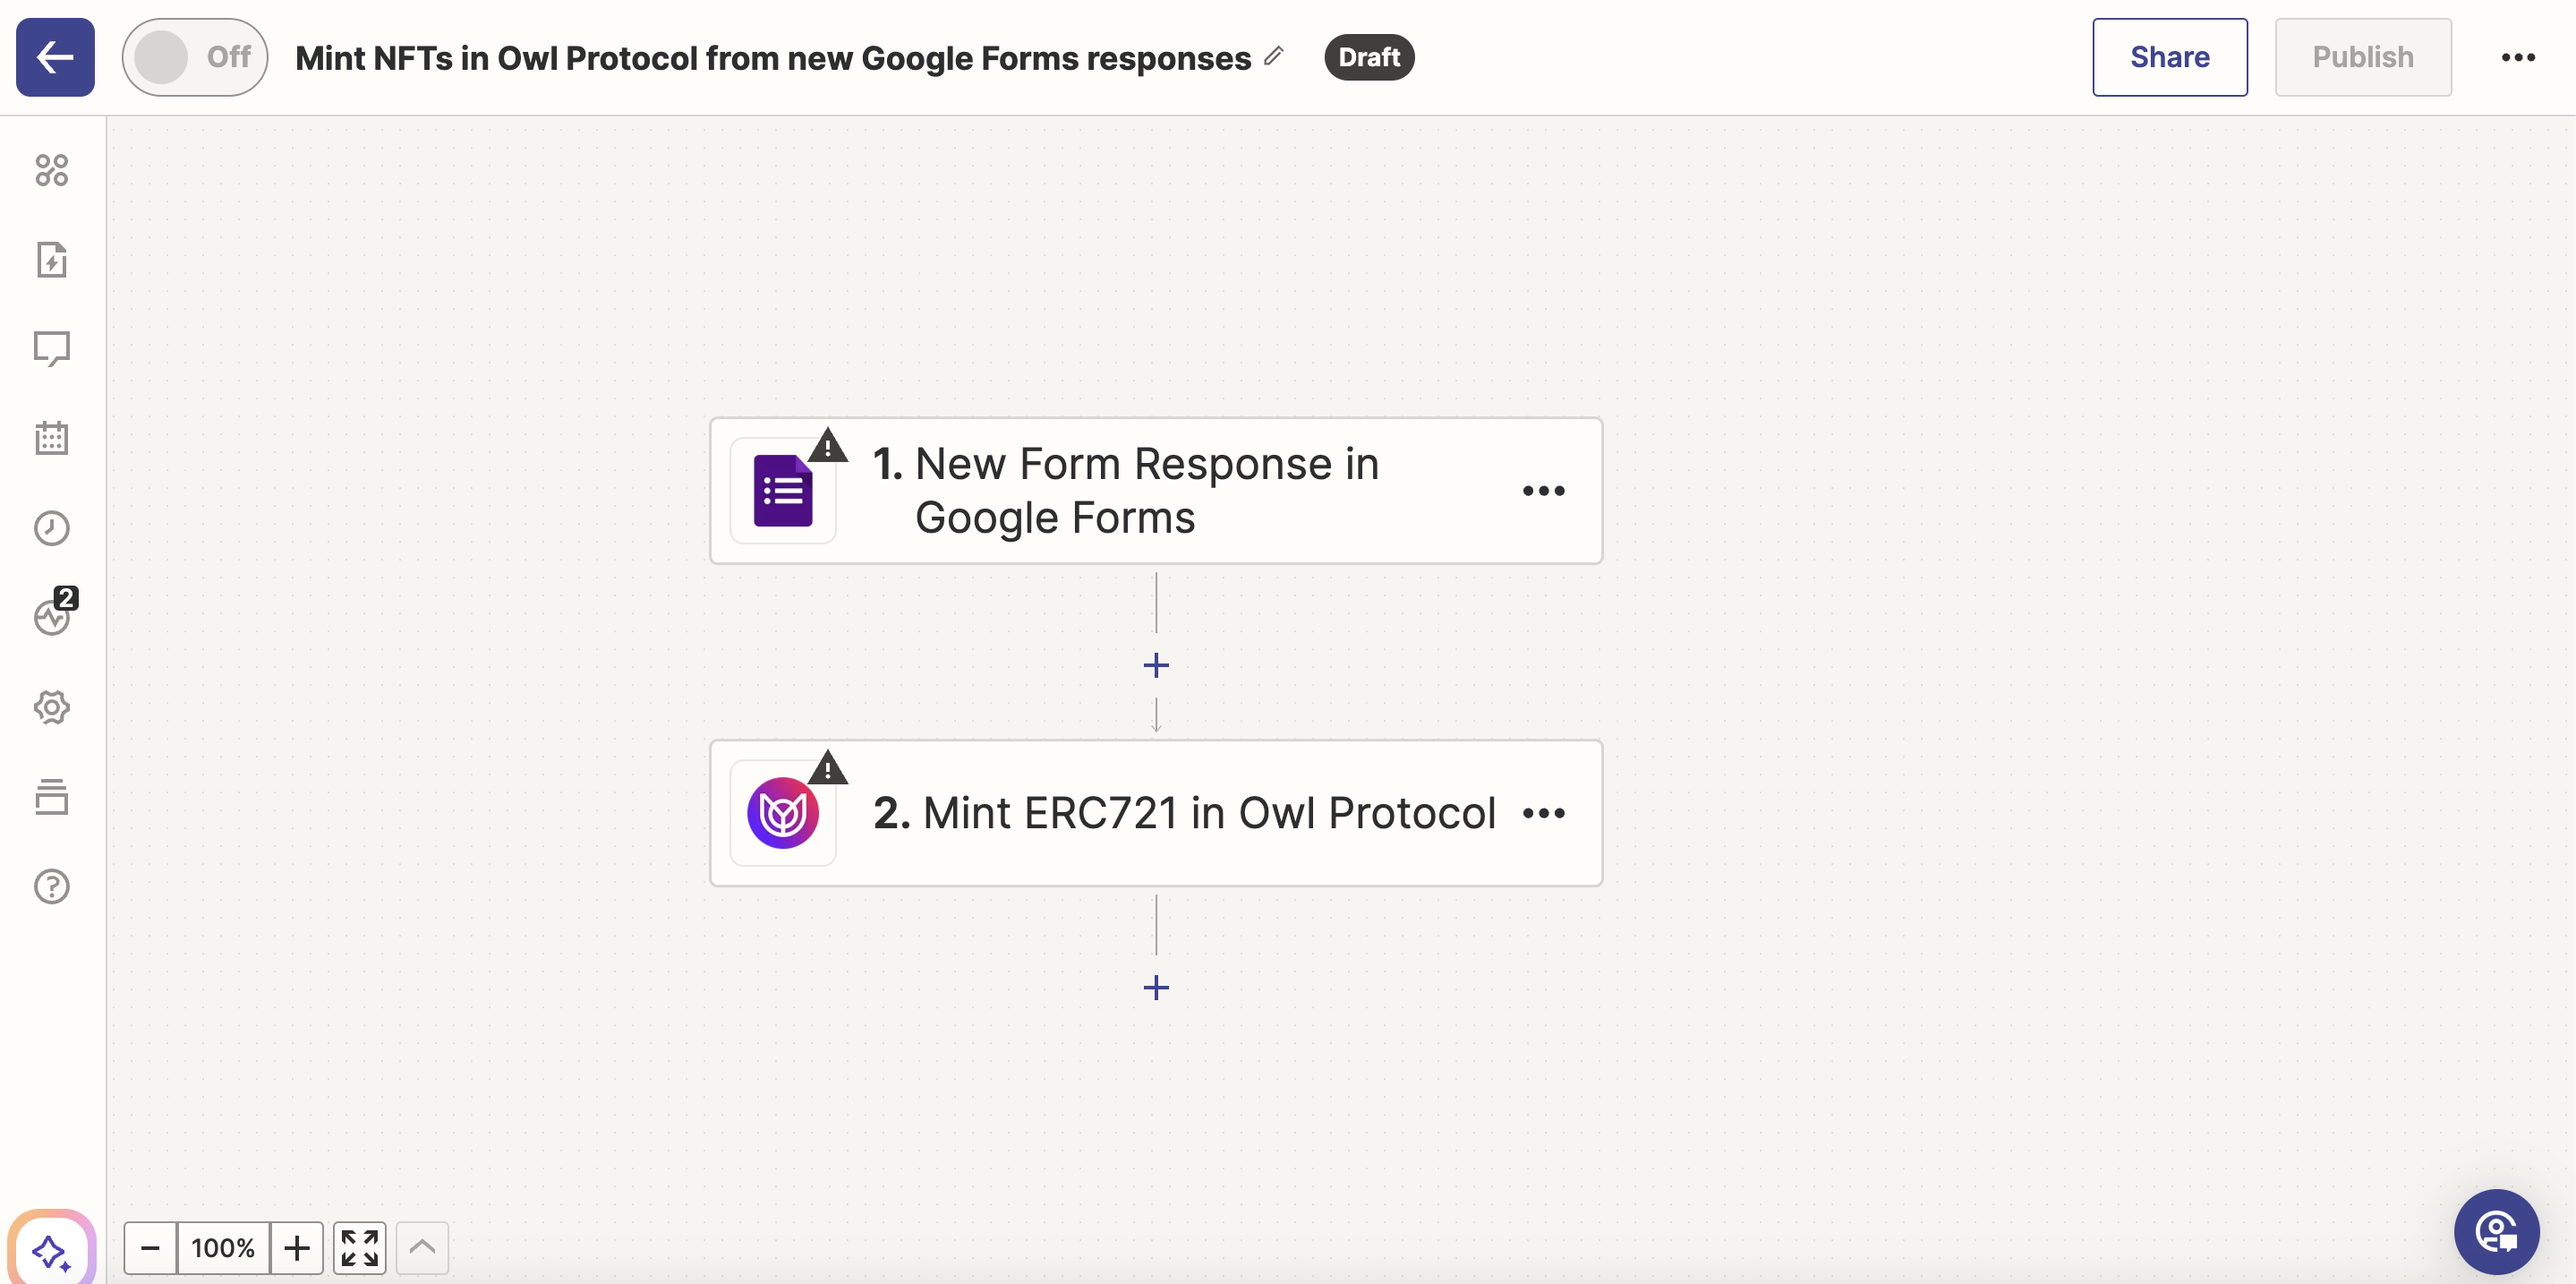 Off
Mint NFTs in Owl Protocol from new Google Forms responses
Draft
Share
Publish
1. New Form Response in
Google Forms
2
2. Mint ERC721 in Owl Protocol
100%